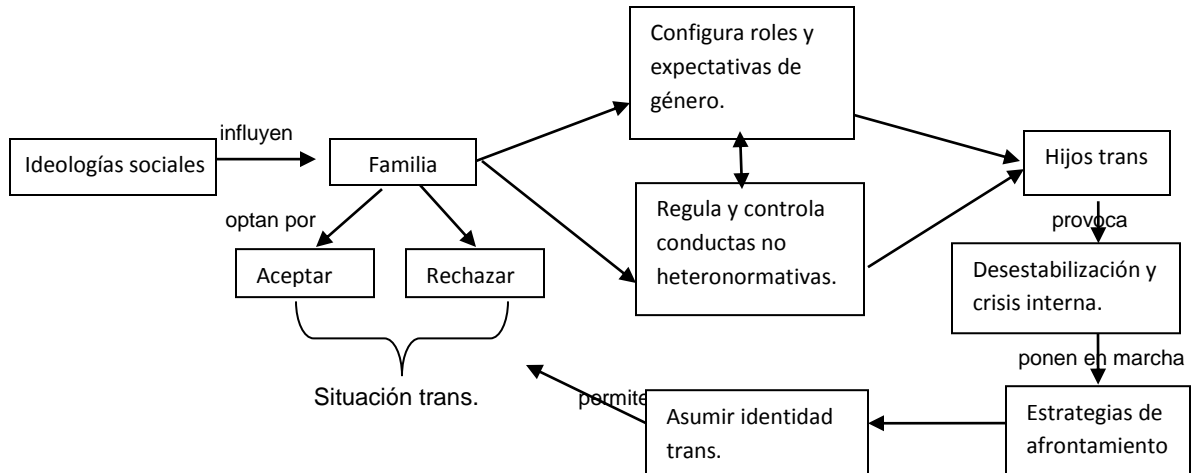 Configura roles y
expectativas de
género.
influyen
Ideologías sociales
Familia
Hijos trans
optan por
Regula y controla
conductas no
heteronormativas.
provoca
Aceptar
Rechazar
Desestabilización y
crisis interna.
ponen en marcha
Situación trans.
permite
Asumir identidad
trans.
Estrategias de
afrontamiento